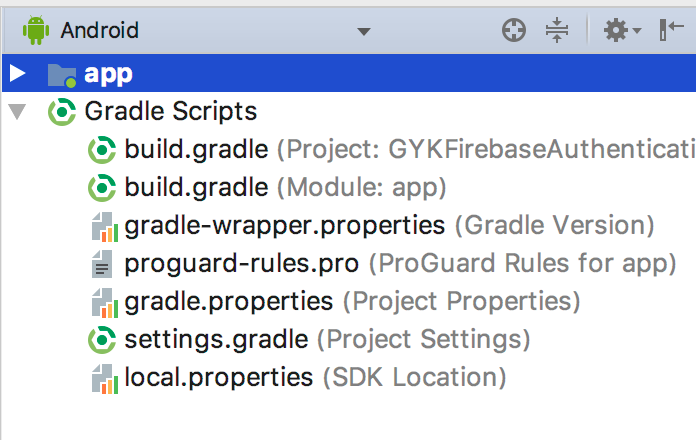 Android
app
Gradle Scripts
build.gradle (Project: GYKFirebaseAuthenticati
build.gradle (Module: app)
gradle-wrapper.properties (Gradle Version)
proguard-rules.pro (ProGuard Rules for app)
gradle.properties (Project Properties)
settings.gradle (Project Settings)
local.properties (SDK Location)